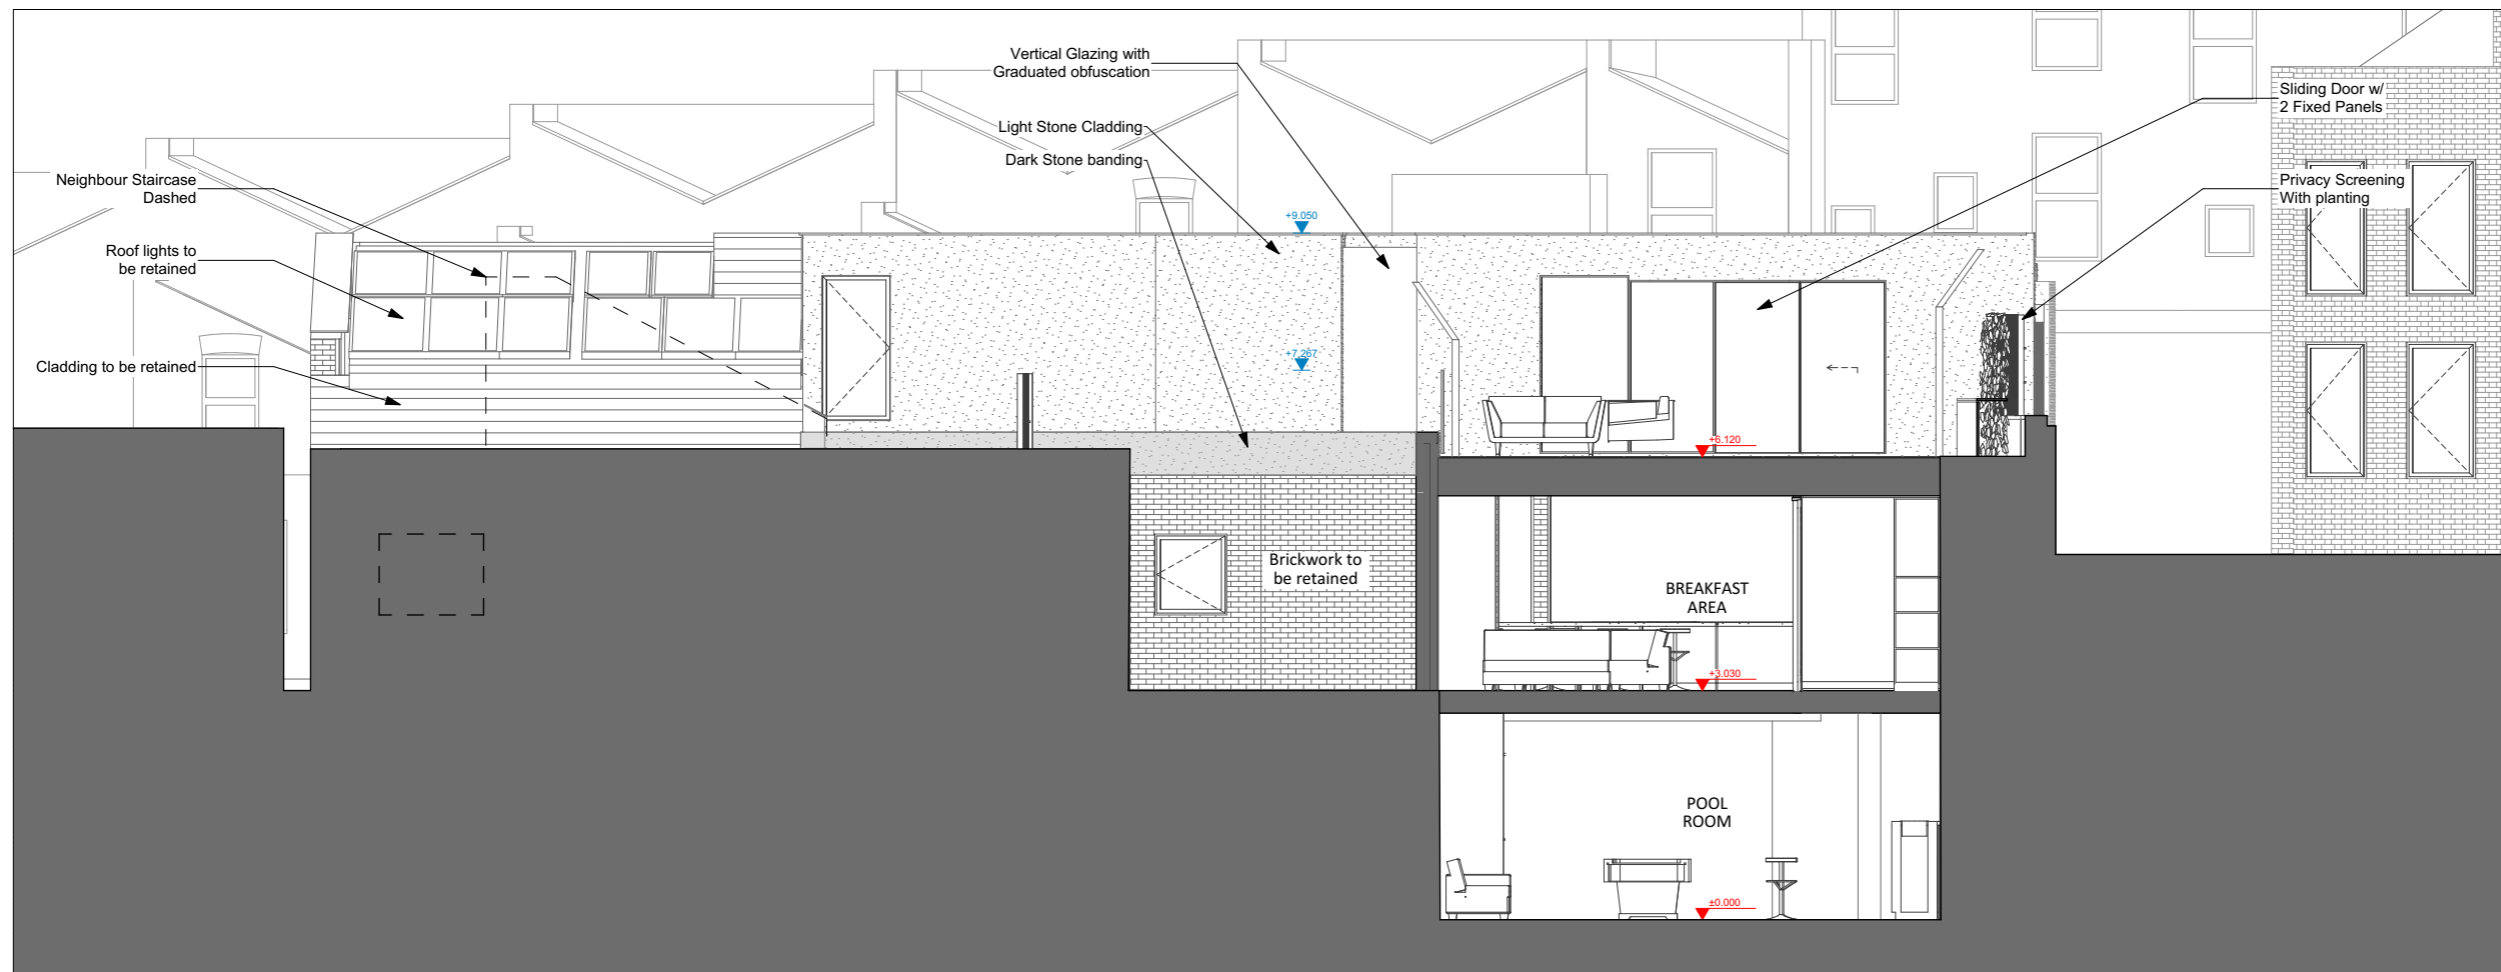 Vertical Glazing with
Graduated obfuscation
Sliding Door w/
2 Fixed Panels
Light Stone Cladding
Dark Stone banding
Neighbour Staircase
Dashed
Privacy Screening
With planting
+9.050
Roof lights to
be retained
+7.267
Cladding to be retained
+6.120
Brickwork to
be retained
BREAKFAST
AREA
+3.030
POOL
ROOM
±0.000